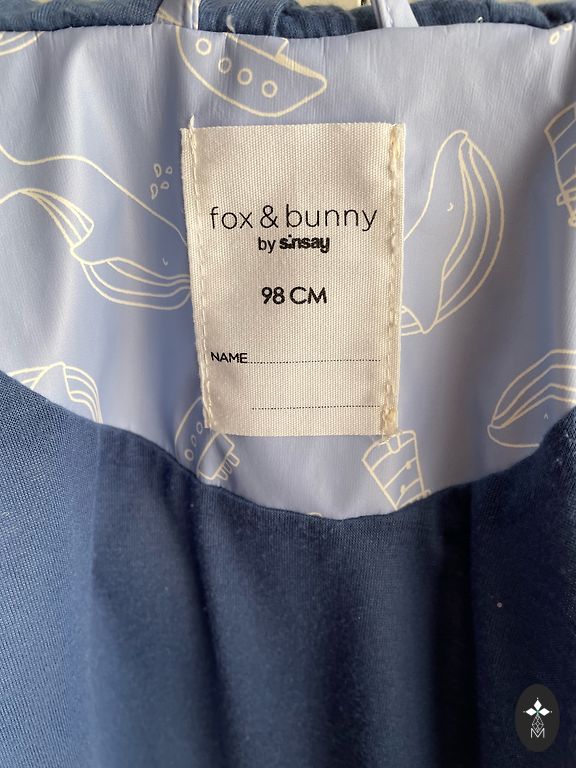 fox & bunny
by sinsay
98 CM
NAME